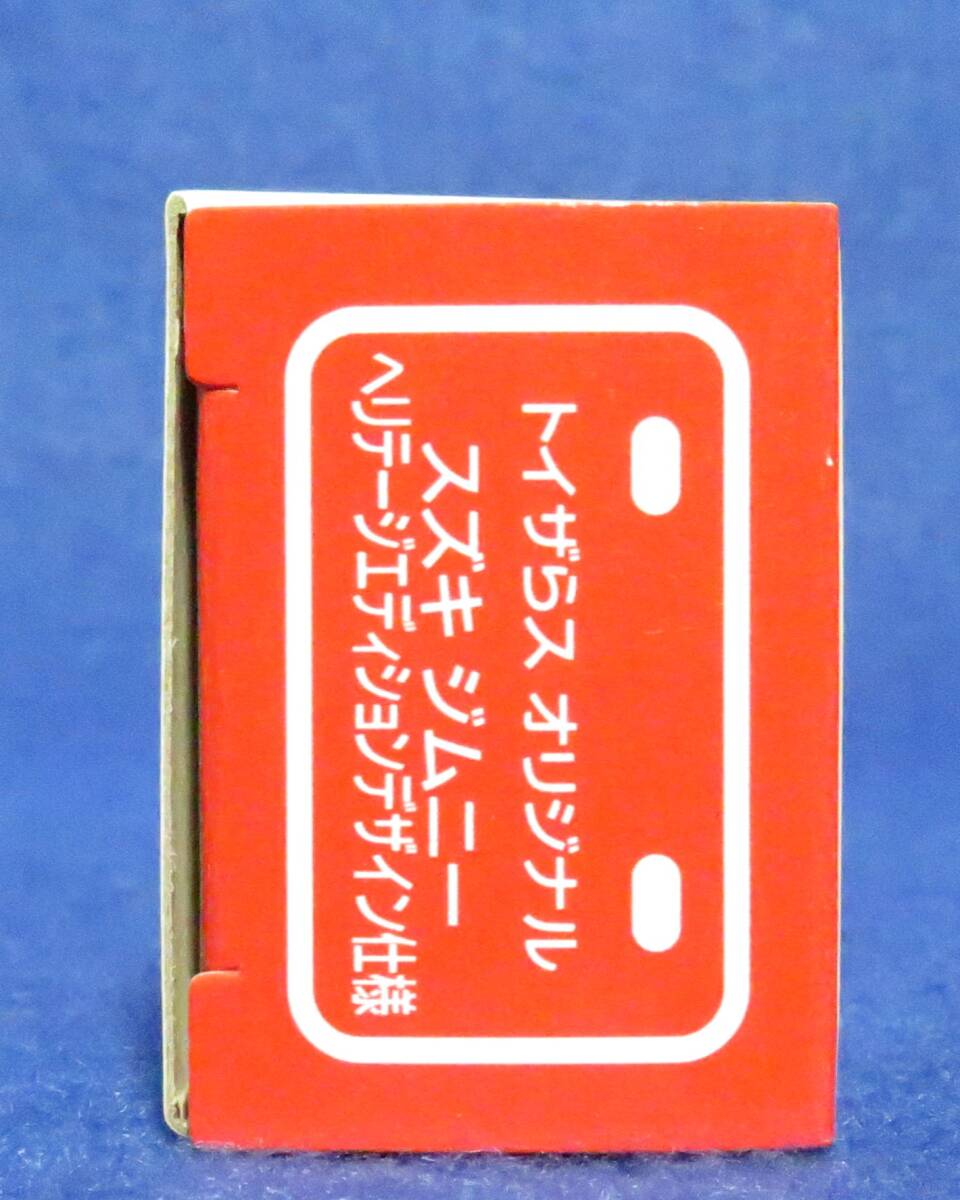 トイザらス オリジナル
スズキ ジムニー
ヘリテージエディションデザイン仕様